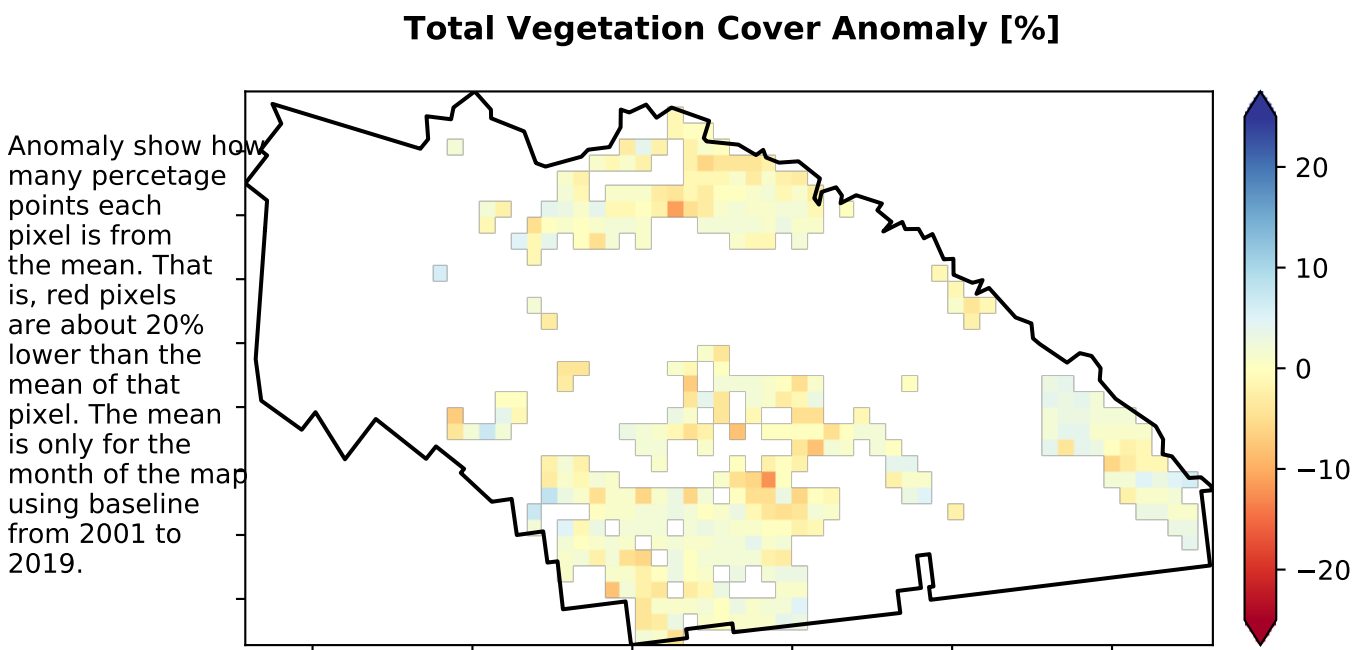 Total Vegetation Cover Anomaly [%]
Anomaly show how
many percetage
points each
pixel is from
the mean. That
is, red pixels
are about 20%
lower than the
mean of that
pixel. The mean
is only for the
month of the map
using baseline
from 2001 to
2019.
20
10
0
−10
−20